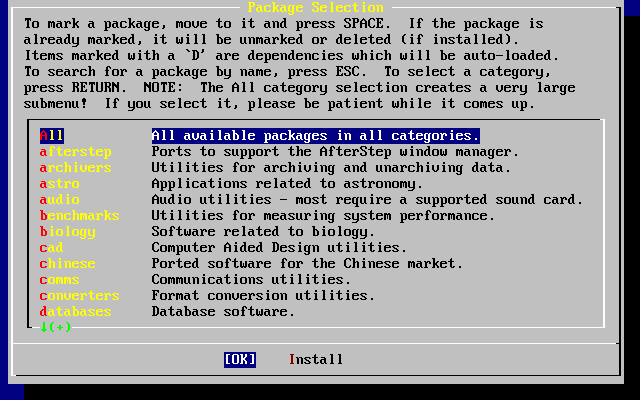 Package Selection
To mark a package, move to it and press SPACE.  If the package is
already marked, it will be unmarked or deleted (if installed).
Items marked with a `D' are dependencies which will be auto-loaded.
To search for a package by name, press ESC.  To select a category,
press RETURN.  NOTE:  The All category selection creates a very large
submenu!  If you select it, please be patient while it comes up.
All All available packages in all categories.
afterstep Ports to support the AfterStep window manager.
archivers Utilities for archiving and unarchiving data.
astro Applications related to astronomy.
audio Audio utilities - most require a supported sound card.
benchmarks Utilities for measuring system performance.
biology Software related to biology.
cad Computer Aided Design utilities.
chinese Ported software for the Chinese market.
comms Communications utilities.
converters Format conversion utilities.
databases Database software.
↓(+)
[OK] Install